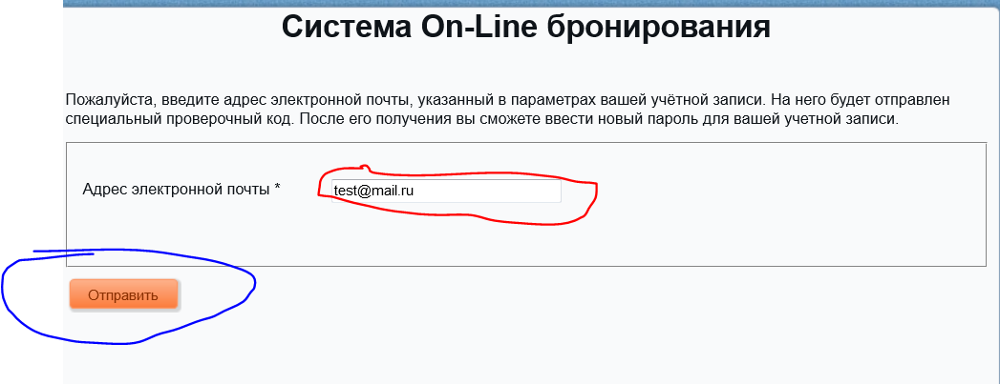 Система On-Line бронирования
Пожалуйста, введите адрес электронной почты, указанный в параметрах вашей учётной записи. На него будет отправлен
специальный проверочный код. После его получения вы сможете ввести новый пароль для вашей учетной записи.
Адрес электронной почты * test@mail.ru
Отправить